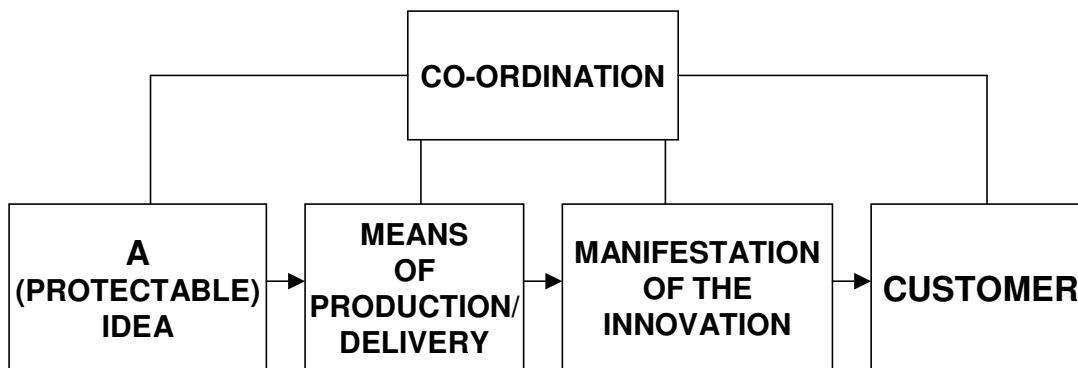 CO-ORDINATION
A
(PROTECTABLE)
IDEA
MEANS
OF
PRODUCTION/
DELIVERY
MANIFESTATION
OF THE
INNOVATION
CUSTOMER